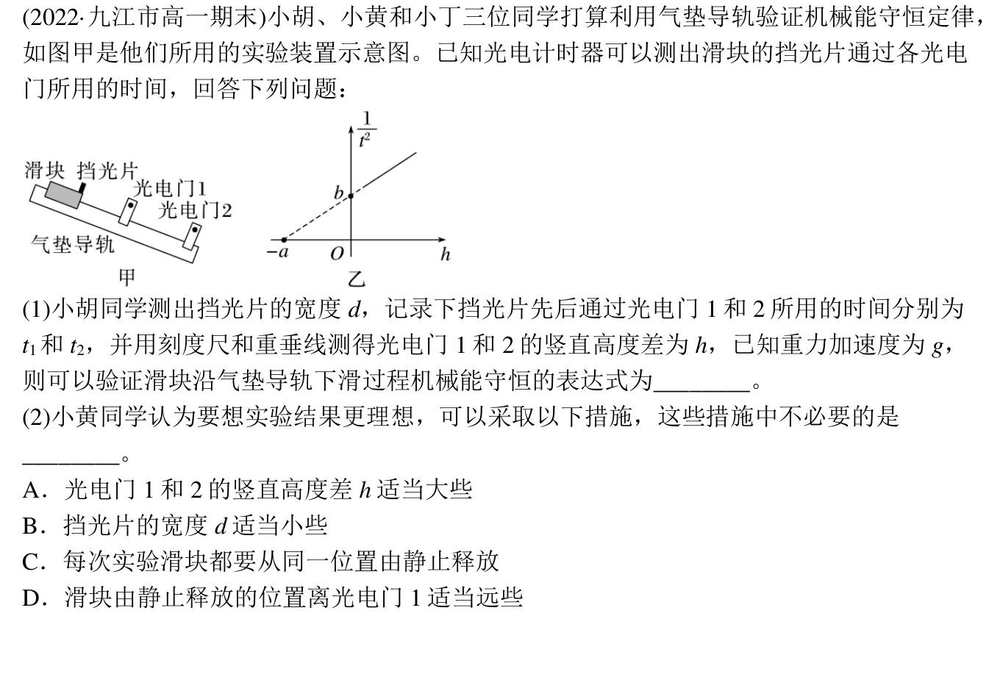 (2022·九江市高一期末)小胡、小黄和小丁三位同学打算利用气垫导轨验证机械能守恒定律，
如图甲是他们所用的实验装置示意图。已知光电计时器可以测出滑块的挡光片通过各光电
门所用的时间，回答下列问题：
滑块 挡光片
光电门1
光电门2
气垫导轨
甲
1/t²
b
−a
O
h
乙
(1)小胡同学测出挡光片的宽度 d，记录下挡光片先后通过光电门 1 和 2 所用的时间分别为
t₁和 t₂，并用刻度尺和重垂线测得光电门 1 和 2 的竖直高度差为 h，已知重力加速度为 g，
则可以验证滑块沿气垫导轨下滑过程机械能守恒的表达式为________。
(2)小黄同学认为要想实验结果更理想，可以采取以下措施，这些措施中不必要的是
________。
A．光电门 1 和 2 的竖直高度差 h 适当大些
B．挡光片的宽度 d 适当小些
C．每次实验滑块都要从同一位置由静止释放
D．滑块由静止释放的位置离光电门 1 适当远些